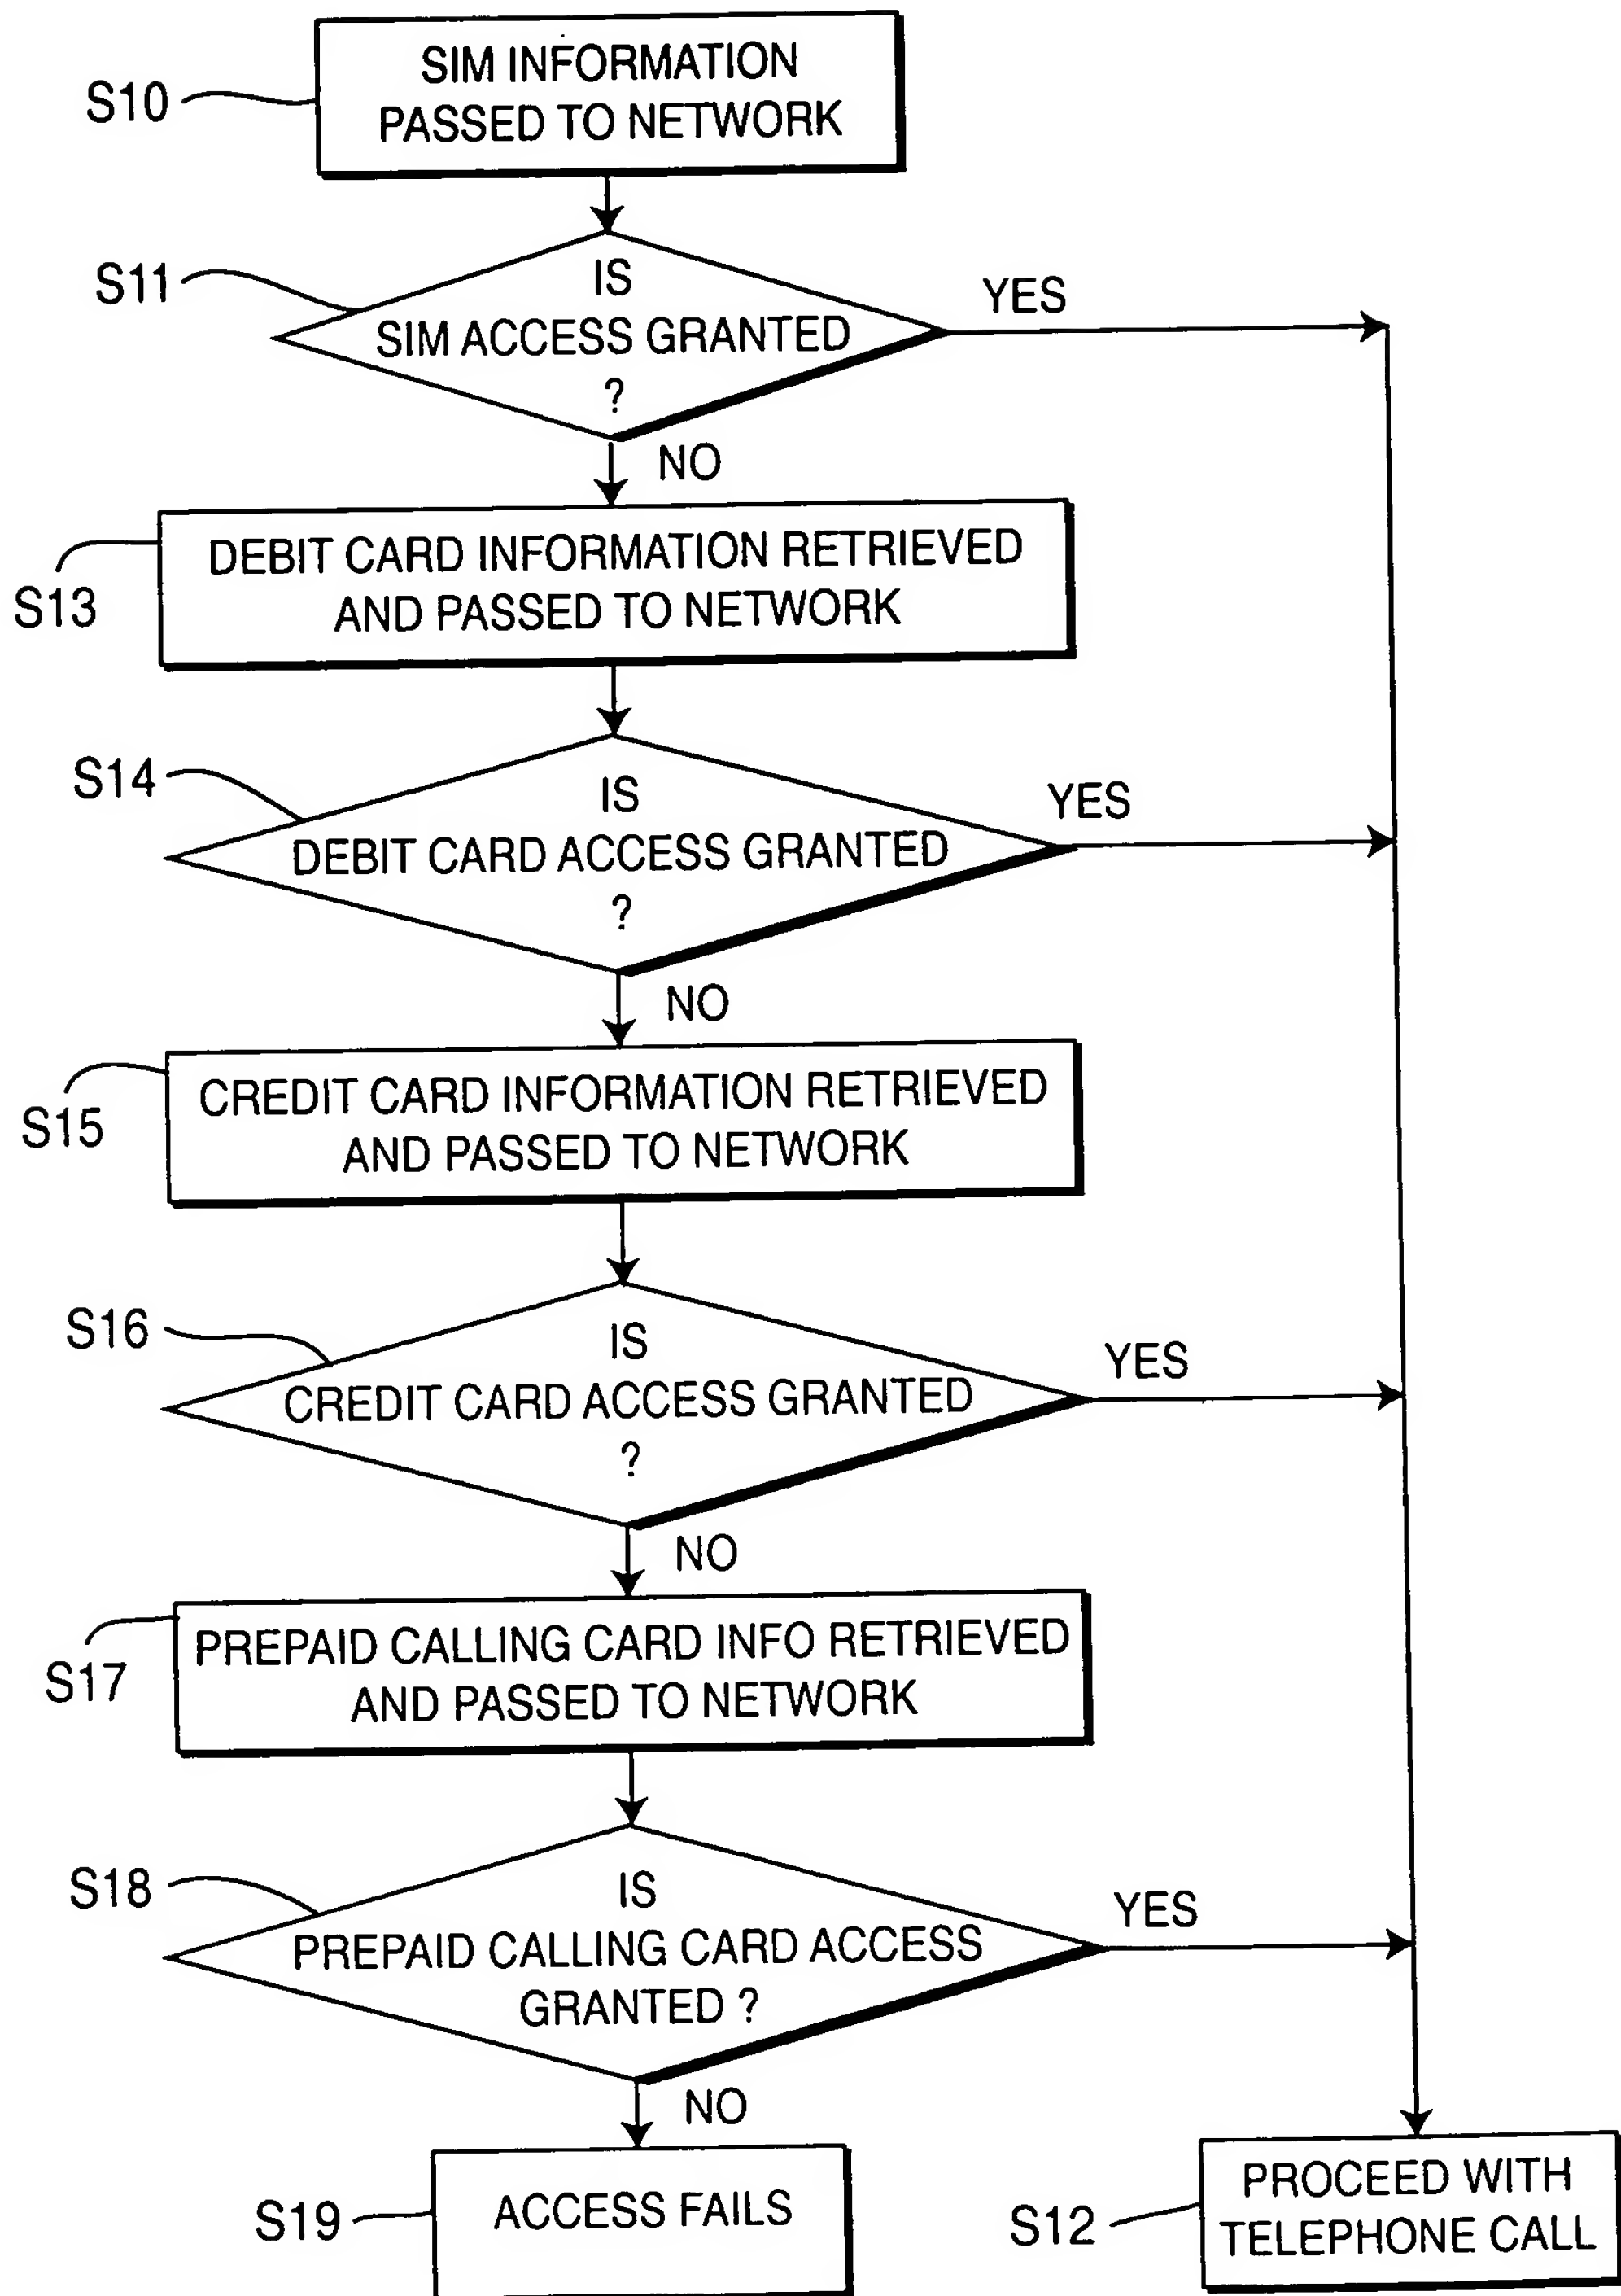 SIM INFORMATION
PASSED TO NETWORK
S10
IS
SIM ACCESS GRANTED
?
S11
YES
NO
DEBIT CARD INFORMATION RETRIEVED
AND PASSED TO NETWORK
S13
IS
DEBIT CARD ACCESS GRANTED
?
S14
YES
NO
CREDIT CARD INFORMATION RETRIEVED
AND PASSED TO NETWORK
S15
IS
CREDIT CARD ACCESS GRANTED
?
S16
YES
NO
PREPAID CALLING CARD INFO RETRIEVED
AND PASSED TO NETWORK
S17
IS
PREPAID CALLING CARD ACCESS
GRANTED ?
S18
YES
NO
ACCESS FAILS
S19
PROCEED WITH
TELEPHONE CALL
S12